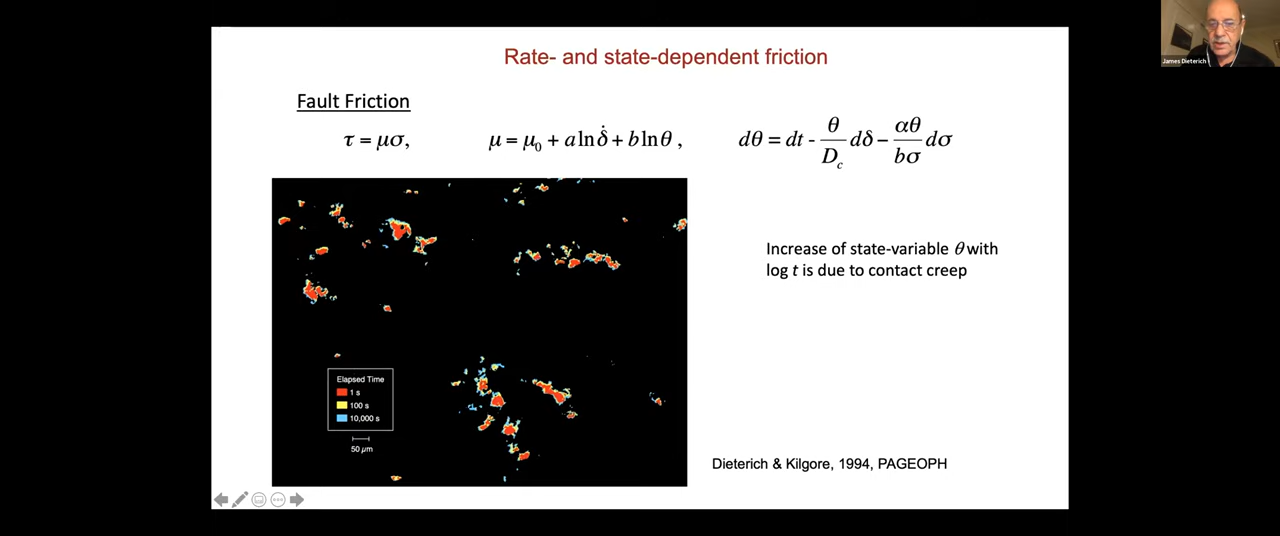 Rate- and state-dependent friction
James Dieterich
Fault Friction
τ = μσ, μ = μ₀ + a ln δ̇ + b ln θ , dθ = dt - θ/D_c dδ − αθ/bσ dσ
Increase of state-variable θ with
log t is due to contact creep
Elapsed Time
1 s
100 s
10,000 s
50 μm
Dieterich & Kilgore, 1994, PAGEOPH